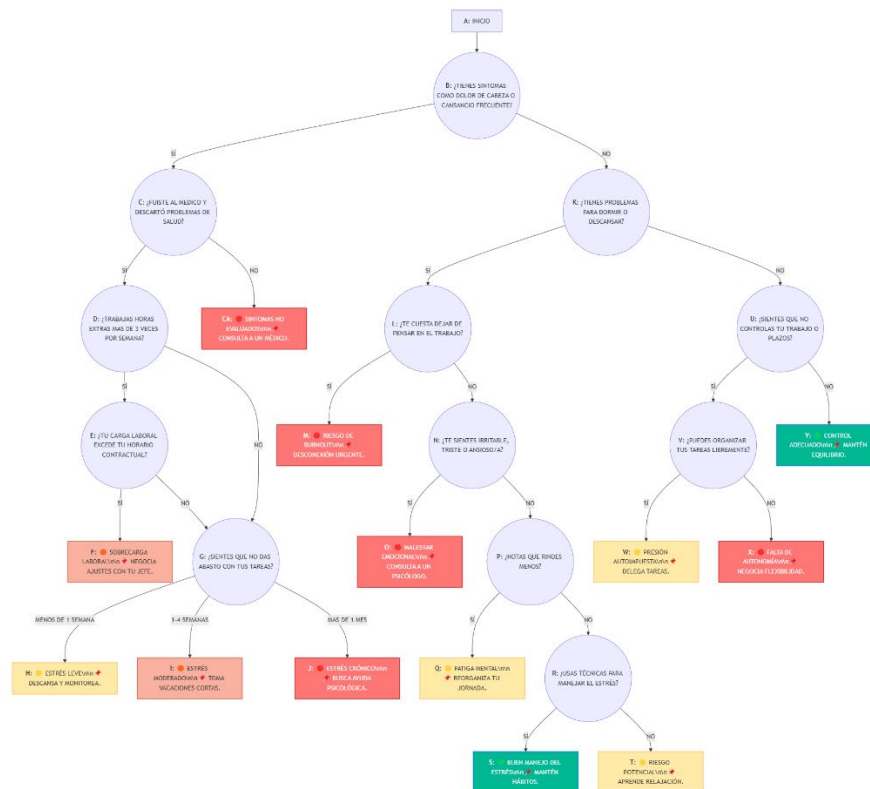 A: INICIO
B: ¿TIENES SINTOMAS
COMO DOLOR DE CABEZA O
CANSANCIO FRECUENTE?
SÍ
NO
C: ¿FUISTE AL MEDICO Y
DESCARTÓ PROBLEMAS DE
SALUD?
K: ¿TIENES PROBLEMAS
PARA DORMIR O
DESCANSAR?
SÍ
NO
SÍ
NO
D: ¿TRABAJAS HORAS
EXTRAS MAS DE 3 VECES
POR SEMANA?
CA: SINTOMAS NO
EVALUADOS\n\n
CONSULTA A UN MÉDICO.
L: ¿TE CUESTA DEJAR DE
PENSAR EN EL TRABAJO?
U: ¿SIENTES QUE NO
CONTROLAS TU TRABAJO O
PLAZOS?
SÍ
NO
SÍ
NO
SÍ
NO
E: ¿TU CARGA LABORAL
EXCEDE TU HORARIO
CONTRACTUAL?
M: RIESGO DE
BURNOUT\n\n
DESCONEXIÓN URGENTE.
N: ¿TE SIENTES IRRITABLE,
TRISTE O ANSIOSO/A?
V: ¿PUEDES ORGANIZAR
TUS TAREAS LIBREMENTE?
Y: CONTROL
ADECUADO\n\n MANTÉN
EQUILIBRIO.
SÍ
NO
SÍ
NO
SÍ
NO
F: SOBRECARGA
LABORAL\n\n NEGOCIA
AJUSTES CON TU JEFE.
G: ¿SIENTES QUE NO DAS
ABASTO CON TUS TAREAS?
O: MALESTAR
EMOCIONAL\n\n
CONSULTA A UN
PSICÓLOGO.
P: ¿NOTAS QUE RINDES
MENOS?
W: PRESIÓN
AUTOIMPUESTA\n\n
DELEGA TAREAS.
X: FALTA DE
AUTONOMÍA\n\n
NEGOCIA FLEXIBILIDAD.
MENOS DE 1 SEMANA
1-4 SEMANAS
MAS DE 1 MES
SÍ
NO
H: ESTRÉS LEVE\n\n
DESCANSA Y MONITOREA.
I: ESTRÉS
MODERADO\n\n TOMA
VACACIONES CORTAS.
J: ESTRÉS CRÓNICO\n\n
BUSCA AYUDA
PSICOLÓGICA.
Q: FATIGA MENTAL\n\n
REORGANIZA TU
JORNADA.
R: ¿USAS TÉCNICAS PARA
MANEJAR EL ESTRÉS?
SÍ
NO
S: BUEN MANEJO DEL
ESTRÉS\n\n MANTÉN
HÁBITOS.
T: RIESGO
POTENCIAL\n\n
APRENDE RELAJACIÓN.